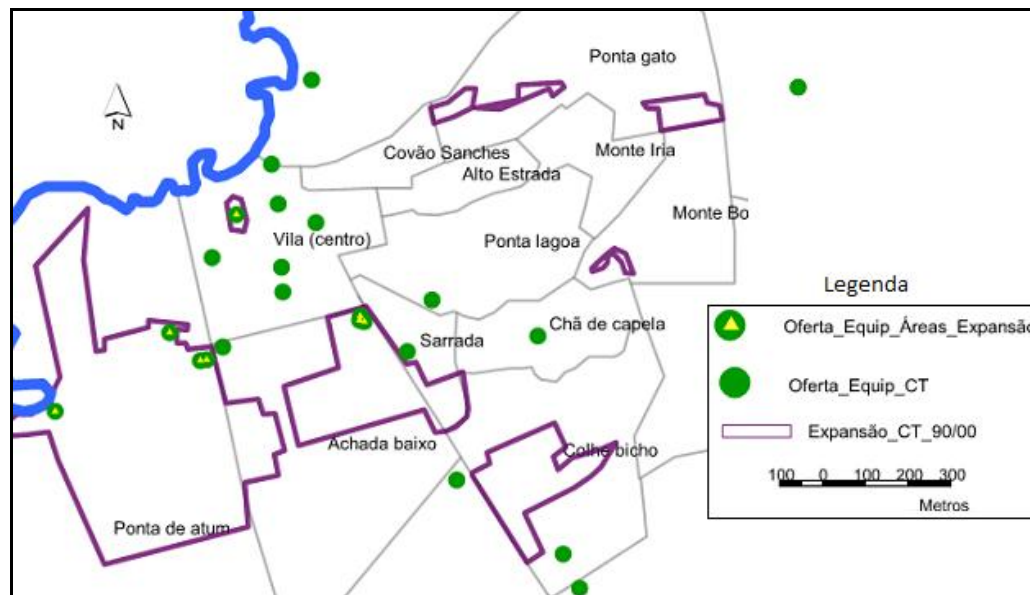 Ponta gato
N
Covão Sanches
Monte Iria
Alto Estrada
Monte Bo
Vila (centro)
Ponta lagoa
Legenda
Chã de capela
Oferta_Equip_Áreas_Expansão
Sarrada
Oferta_Equip_CT
Achada baixo
Colhe bicho
Expansão_CT_90/00
100 0 100 200 300
Metros
Ponta de atum